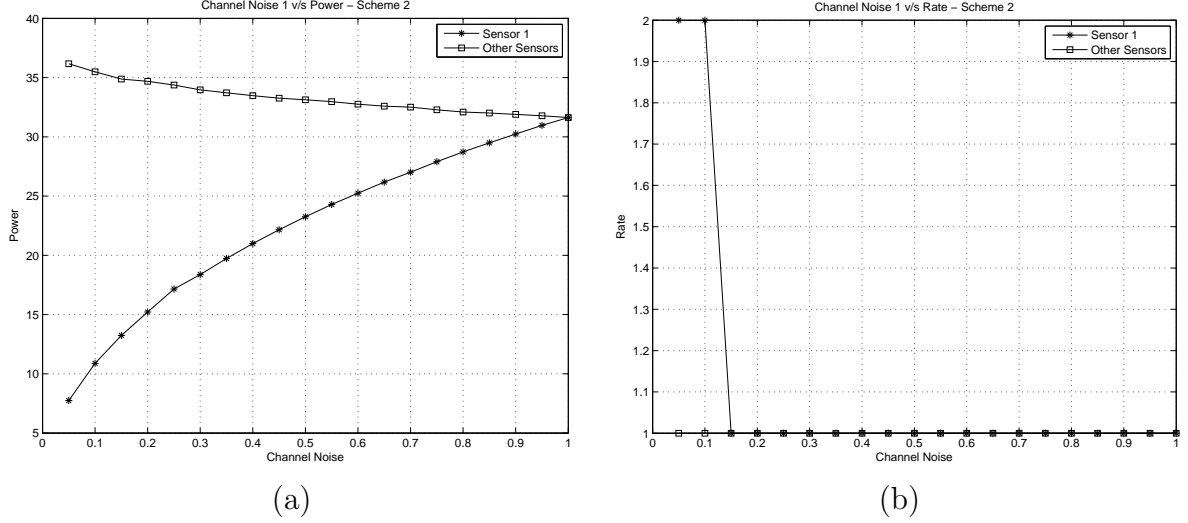 Channel Noise 1 v/s Power – Scheme 2
40
35
30
25
20
15
10
5
Power
Sensor 1
Other Sensors
0 0.1 0.2 0.3 0.4 0.5 0.6 0.7 0.8 0.9 1
Channel Noise
(a)
Channel Noise 1 v/s Rate – Scheme 2
2
1.9
1.8
1.7
1.6
1.5
1.4
1.3
1.2
1.1
1
Rate
Sensor 1
Other Sensors
0 0.1 0.2 0.3 0.4 0.5 0.6 0.7 0.8 0.9 1
Channel Noise
(b)